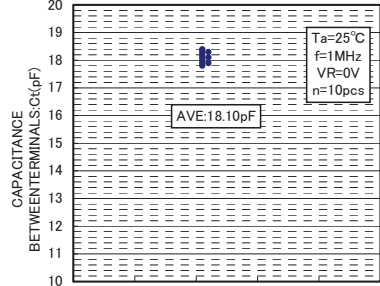 20
19
18
17
16
15
14
13
12
11
10
CAPACITANCE
BETWEENTERMINALS:Ct(pF)
Ta=25℃
f=1MHz
VR=0V
n=10pcs
AVE:18.10pF